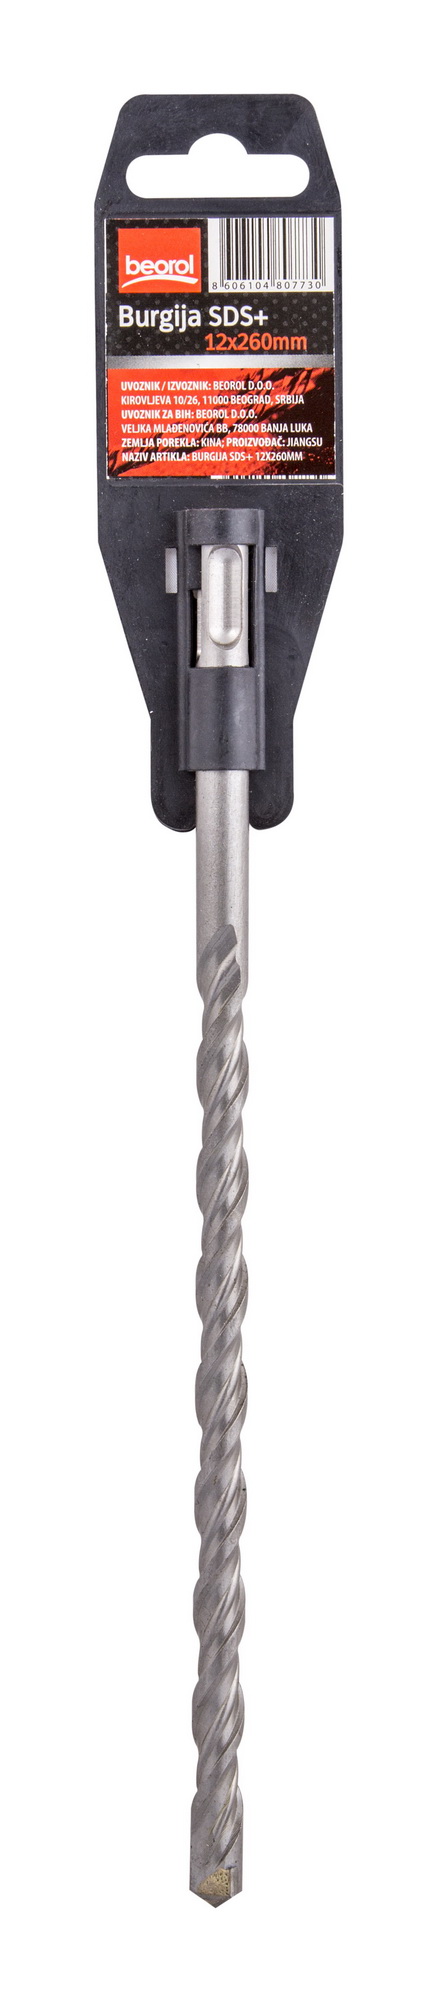 beorol
8 606104 807730
Burgija SDS+
12x260mm
UVOZNIK / IZVOZNIK: BEOROL D.O.O.
KIROVLJEVA 10/26, 11000 BEOGRAD, SRBIJA
UVOZNIK ZA BIH: BEOROL D.O.O.
VELJKA MLAĐENOVIĆA BB, 78000 BANJA LUKA
ZEMLJA POREKLA: KINA; PROIZVOĐAČ: JIANGSU
NAZIV ARTIKLA: BURGIJA SDS+ 12X260MM